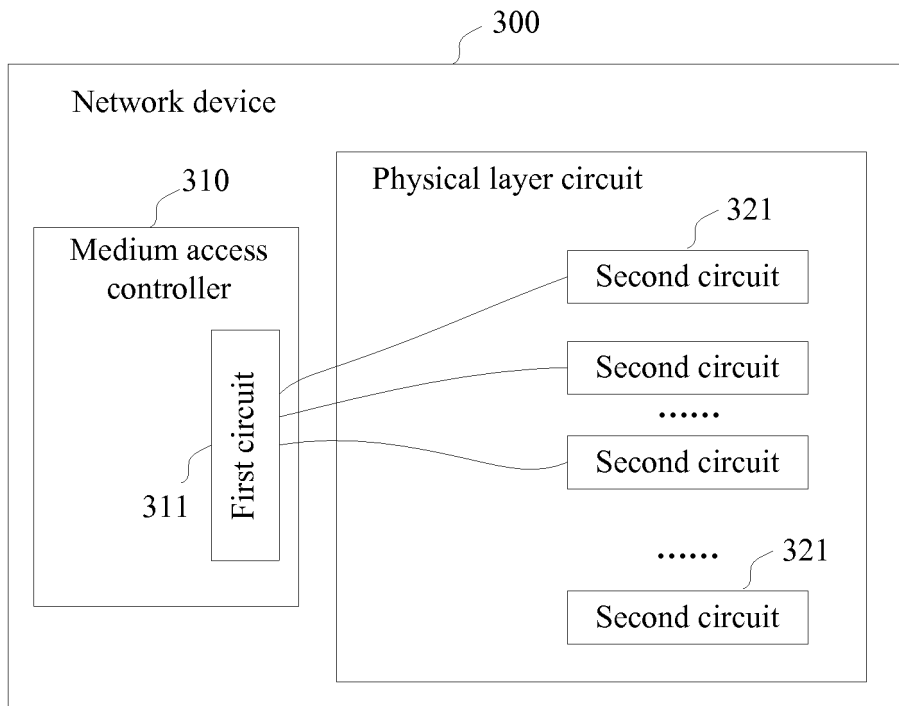 300
Network device
310
Physical layer circuit
321
Medium access
controller
Second circuit
Second circuit
......
First circuit
Second circuit
311
......
321
Second circuit